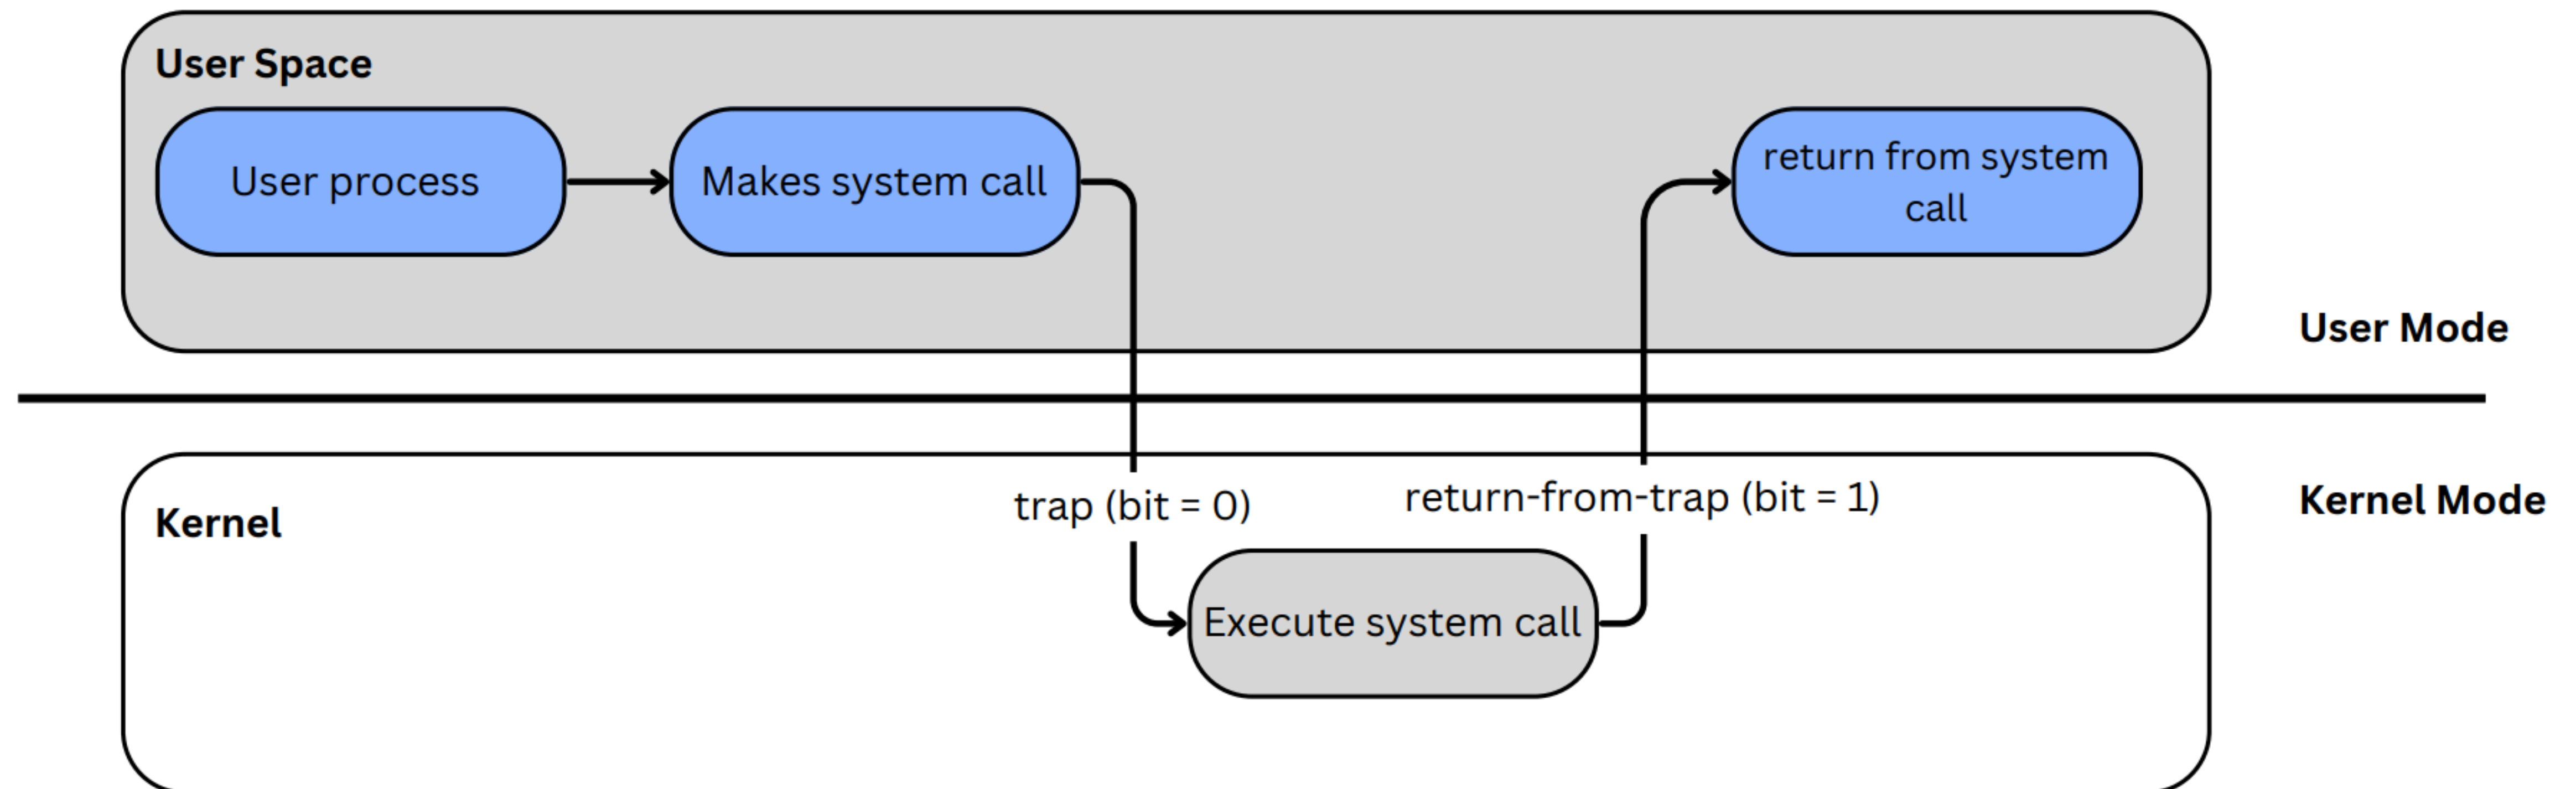 User Space
User process
Makes system call
return from system
call
User Mode
Kernel
trap (bit = 0)
return-from-trap (bit = 1)
Kernel Mode
Execute system call